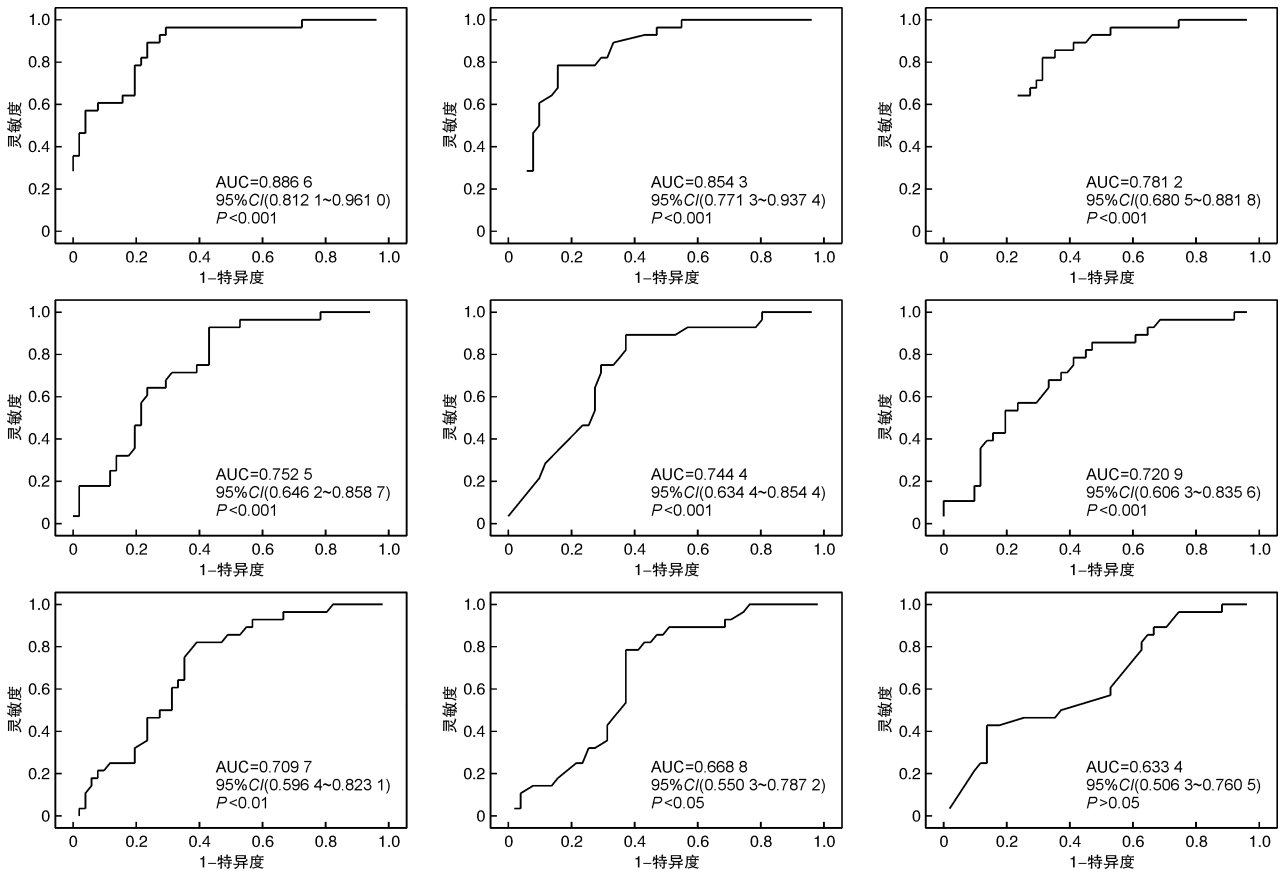 1.0
0.8
0.6
0.4
0.2
0
灵敏度
AUC=0.886 6
95%CI(0.812 1~0.961 0)
P<0.001
0 0.2 0.4 0.6 0.8 1.0
1-特异度
1.0
0.8
0.6
0.4
0.2
0
灵敏度
AUC=0.854 3
95%CI(0.771 3~0.937 4)
P<0.001
0 0.2 0.4 0.6 0.8 1.0
1-特异度
1.0
0.8
0.6
0.4
0.2
0
灵敏度
AUC=0.781 2
95%CI(0.680 5~0.881 8)
P<0.001
0 0.2 0.4 0.6 0.8 1.0
1-特异度
1.0
0.8
0.6
0.4
0.2
0
灵敏度
AUC=0.752 5
95%CI(0.646 2~0.858 7)
P<0.001
0 0.2 0.4 0.6 0.8 1.0
1-特异度
1.0
0.8
0.6
0.4
0.2
0
灵敏度
AUC=0.744 4
95%CI(0.634 4~0.854 4)
P<0.001
0 0.2 0.4 0.6 0.8 1.0
1-特异度
1.0
0.8
0.6
0.4
0.2
0
灵敏度
AUC=0.720 9
95%CI(0.606 3~0.835 6)
P<0.001
0 0.2 0.4 0.6 0.8 1.0
1-特异度
1.0
0.8
0.6
0.4
0.2
0
灵敏度
AUC=0.709 7
95%CI(0.596 4~0.823 1)
P<0.01
0 0.2 0.4 0.6 0.8 1.0
1-特异度
1.0
0.8
0.6
0.4
0.2
0
灵敏度
AUC=0.668 8
95%CI(0.550 3~0.787 2)
P<0.05
0 0.2 0.4 0.6 0.8 1.0
1-特异度
1.0
0.8
0.6
0.4
0.2
0
灵敏度
AUC=0.633 4
95%CI(0.506 3~0.760 5)
P>0.05
0 0.2 0.4 0.6 0.8 1.0
1-特异度